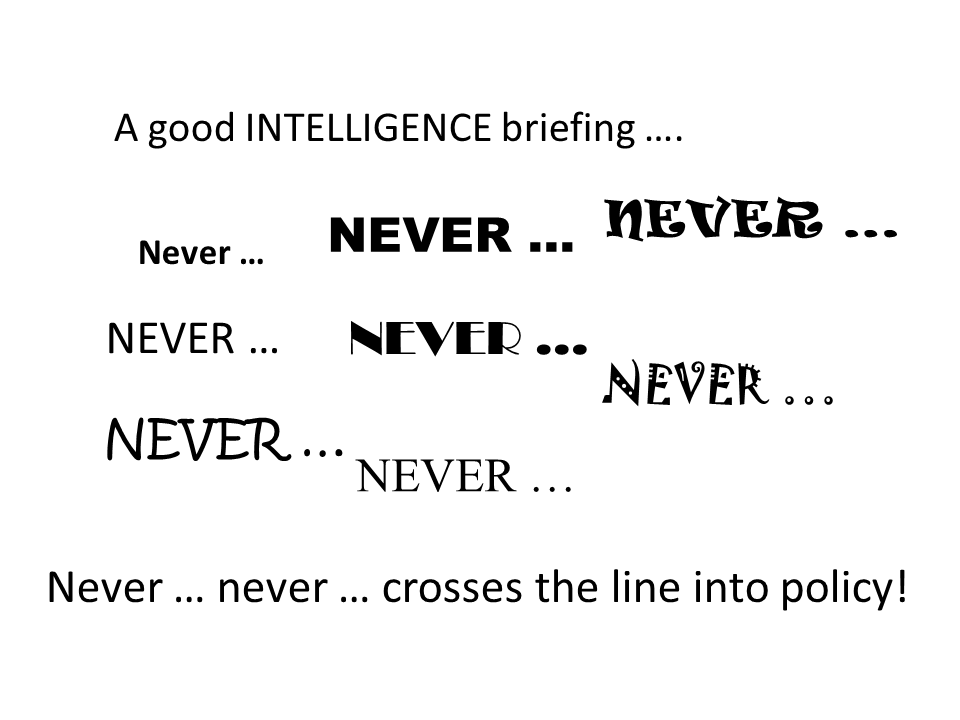 A good INTELLIGENCE briefing ….
Never …
NEVER …
NEVER …
NEVER …
NEVER …
NEVER …
NEVER …
NEVER …
Never … never … crosses the line into policy!